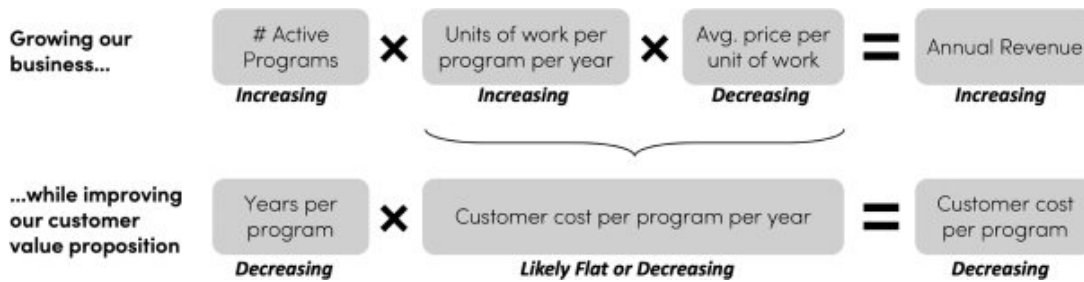 Growing our
business...
# Active
Programs
×
Units of work per
program per year
×
Avg. price per
unit of work
=
Annual Revenue
Increasing
Increasing
Decreasing
Increasing
...while improving
our customer
value proposition
Years per
program
×
Customer cost per program per year
=
Customer cost
per program
Decreasing
Likely Flat or Decreasing
Decreasing